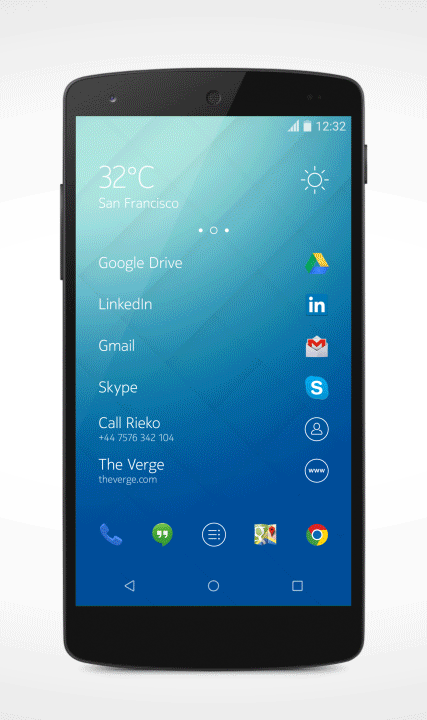 12:32
32°C
San Francisco
Google Drive
LinkedIn
in
Gmail
Skype
S
Call Rieko
+44 7576 342 104
The Verge
theverge.com
www